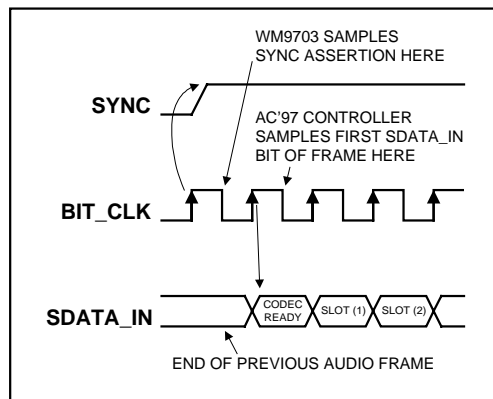 WM9703 SAMPLES
SYNC ASSERTION HERE
SYNC
AC'97 CONTROLLER
SAMPLES FIRST SDATA_IN
BIT OF FRAME HERE
BIT_CLK
SDATA_IN
CODEC
READY
SLOT (1)
SLOT (2)
END OF PREVIOUS AUDIO FRAME